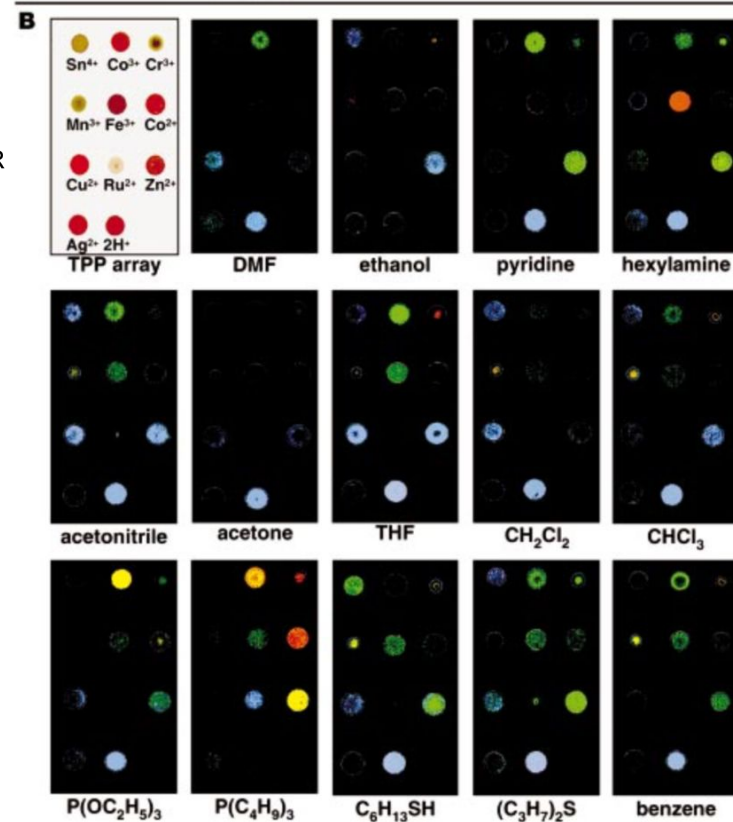 B
Sn⁴⁺ Co³⁺ Cr³⁺
Mn³⁺ Fe³⁺ Co²⁺
R
Cu²⁺ Ru²⁺ Zn²⁺
Ag²⁺ 2H⁺
TPP array DMF ethanol pyridine hexylamine
acetonitrile acetone THF CH₂Cl₂ CHCl₃
P(OC₂H₅)₃ P(C₄H₉)₃ C₆H₁₃SH (C₃H₇)₂S benzene